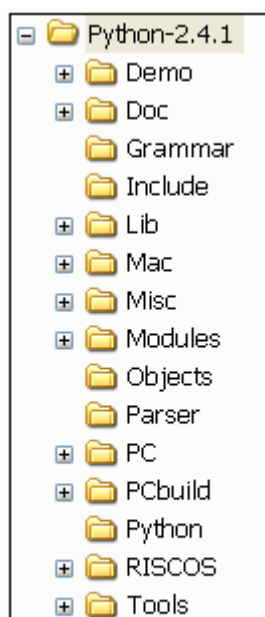 Python-2.4.1
Demo
Doc
Grammar
Include
Lib
Mac
Misc
Modules
Objects
Parser
PC
PCbuild
Python
RISCOS
Tools